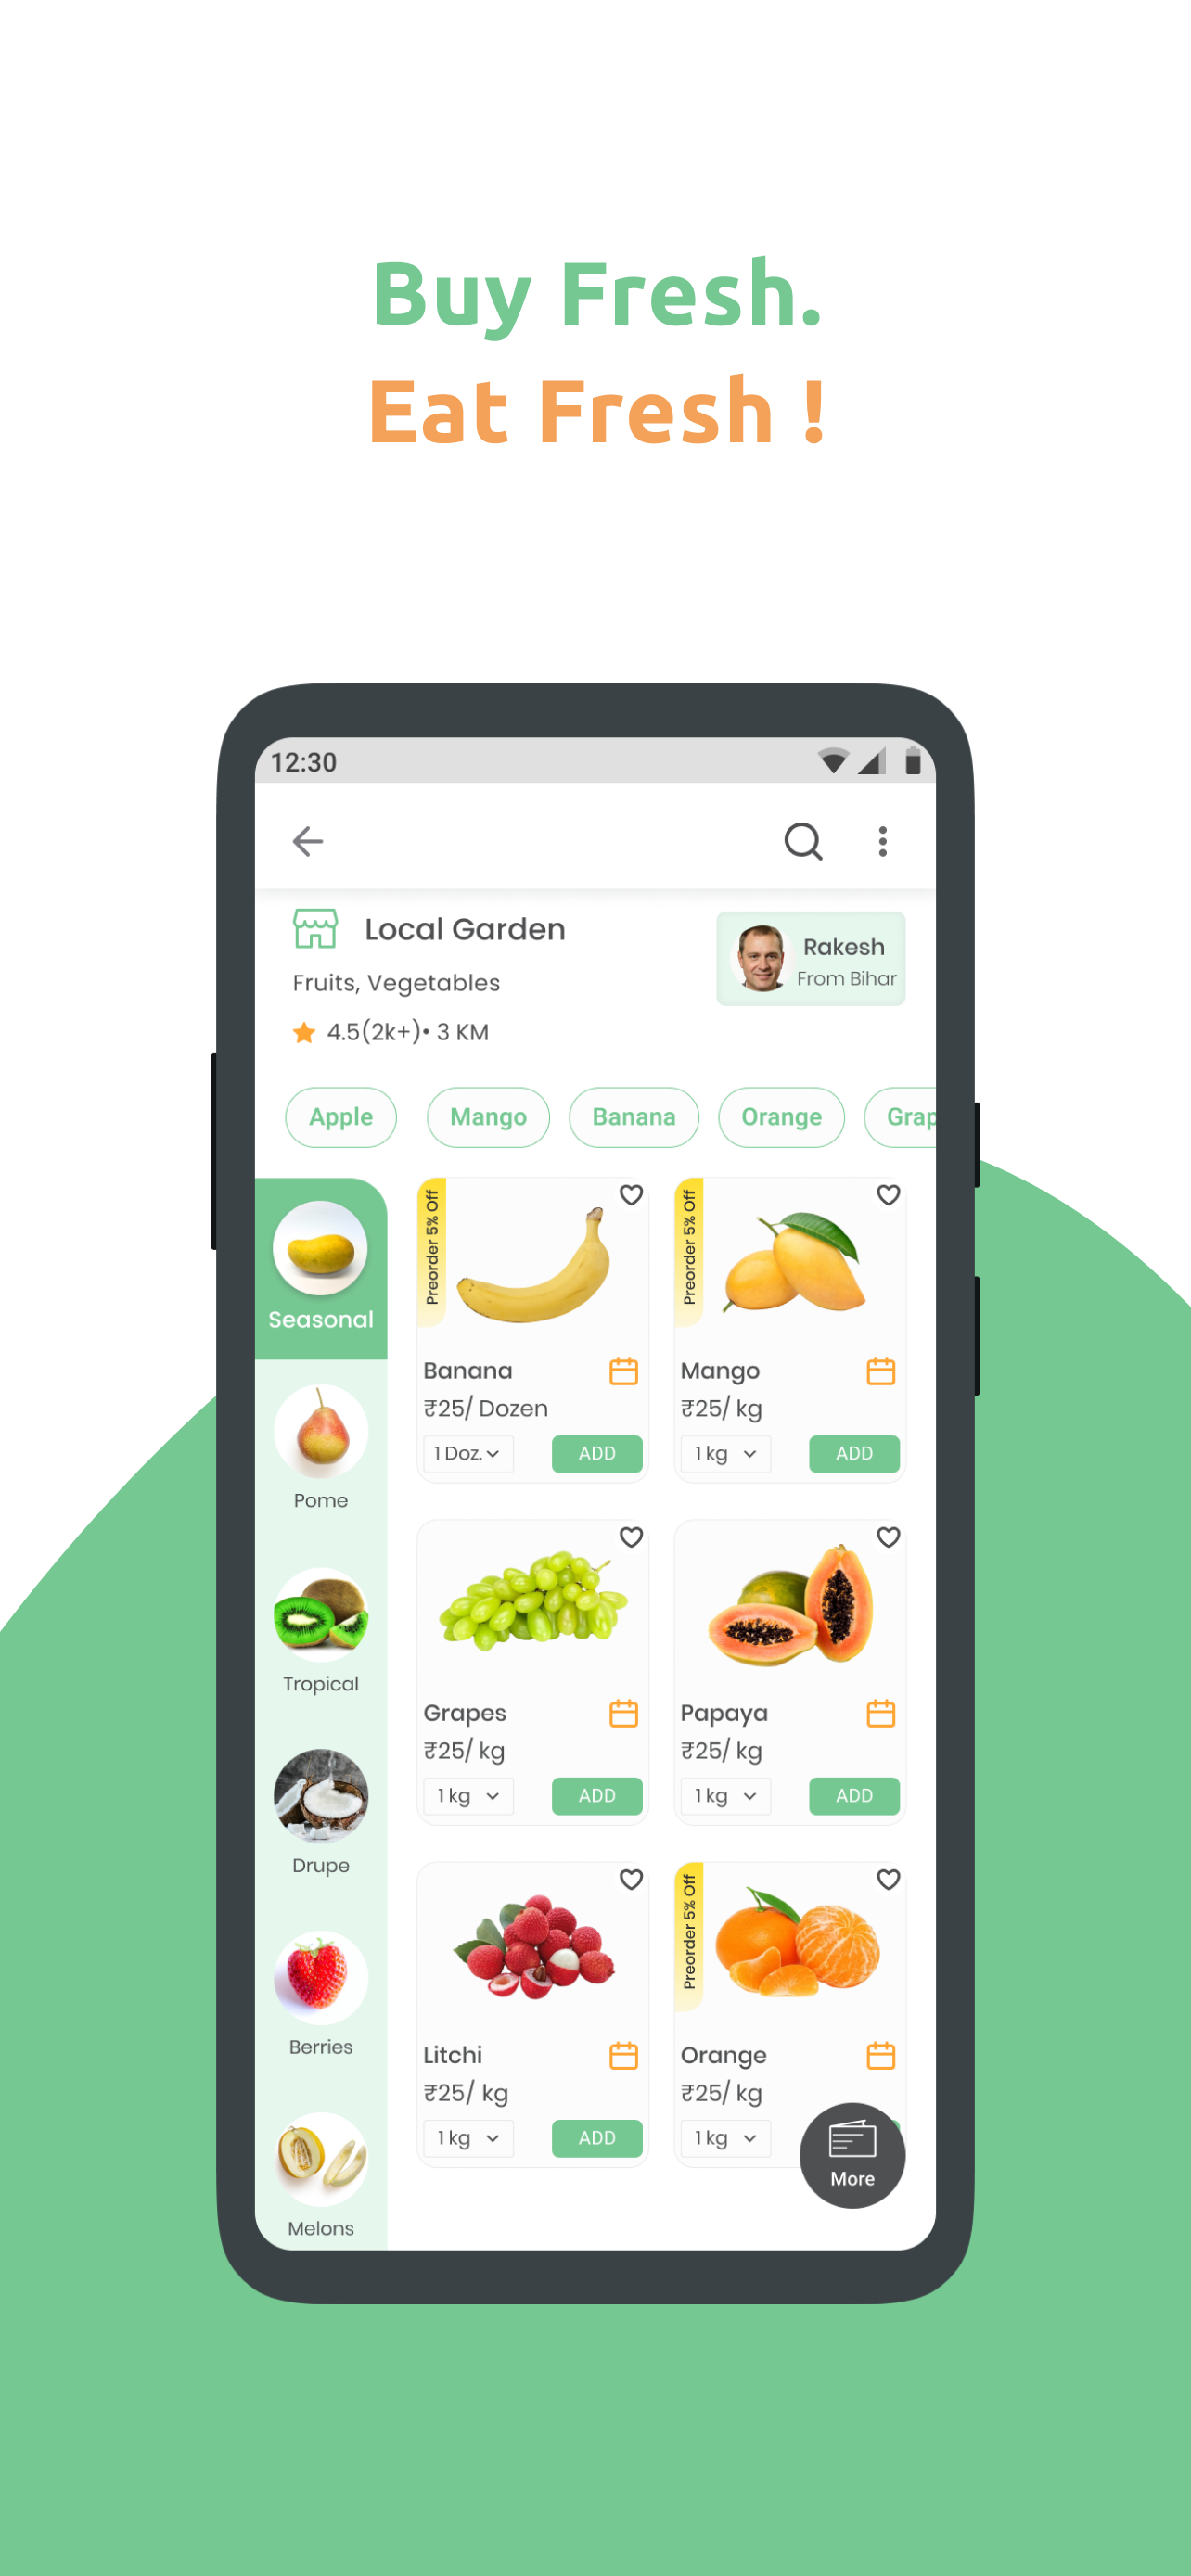 Buy Fresh.
Eat Fresh !
12:30
Local Garden
Rakesh
From Bihar
Fruits, Vegetables
4.5(2k+)• 3 KM
Apple
Mango
Banana
Orange
Grap
Seasonal
Pome
Tropical
Drupe
Berries
Melons
Preorder 5% Off
Banana
₹25/ Dozen
1 Doz.
ADD
Preorder 5% Off
Mango
₹25/ kg
1 kg
ADD
Grapes
₹25/ kg
1 kg
ADD
Papaya
₹25/ kg
1 kg
ADD
Litchi
₹25/ kg
1 kg
ADD
Preorder 5% Off
Orange
₹25/ kg
1 kg
More